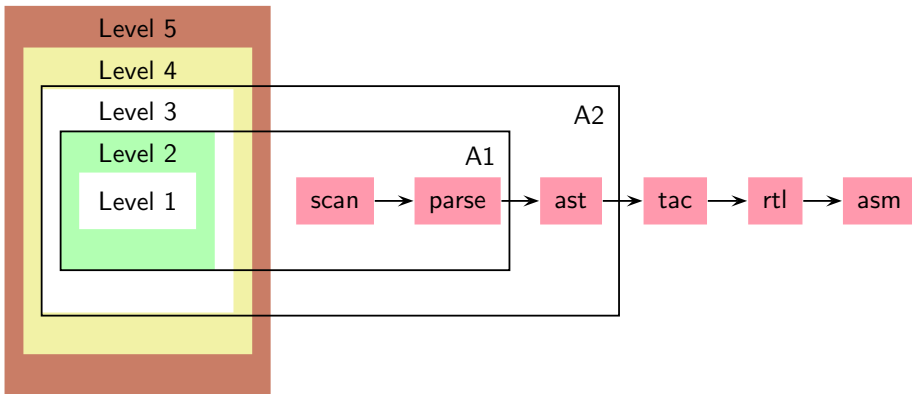 Level 5
Level 4
Level 3
A2
Level 2
A1
Level 1
scan
parse
ast
tac
rtl
asm